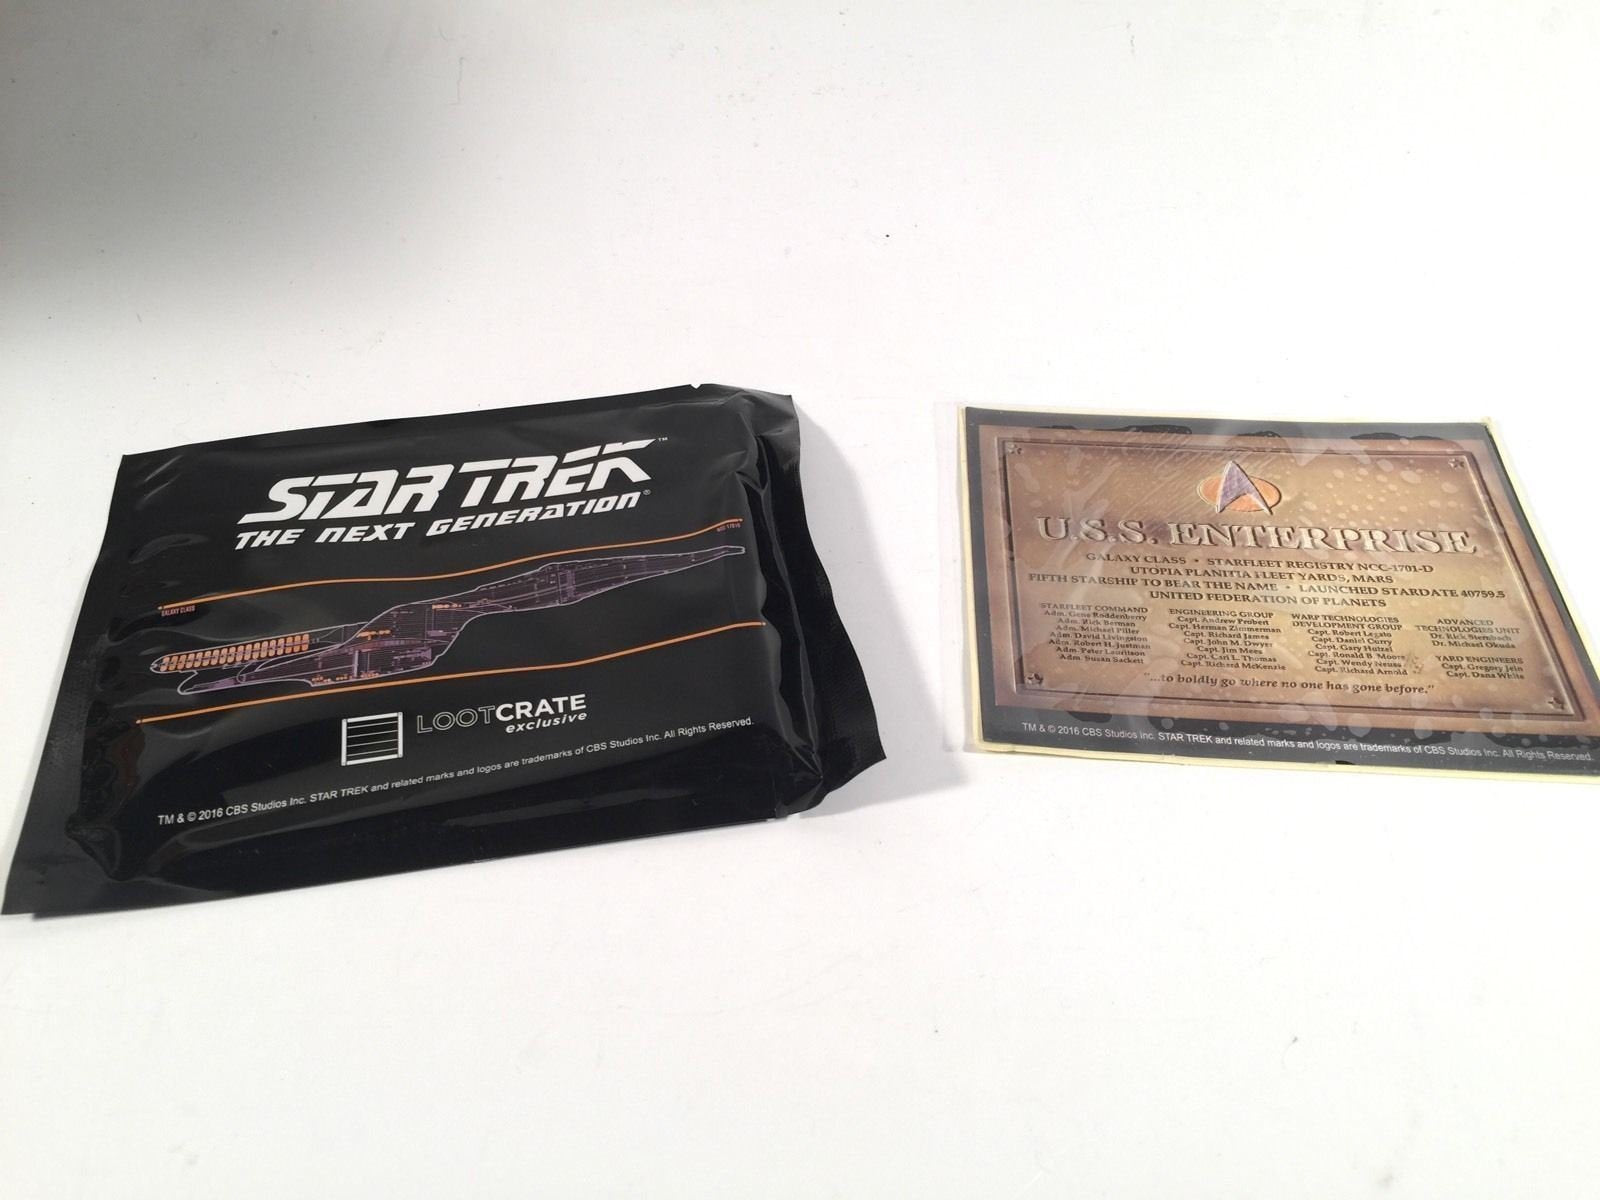 STAR TREK™
THE NEXT GENERATION®
NCC-1701D
GALAXY CLASS
LOOTCRATE
exclusive
TM & © 2016 CBS Studios Inc. STAR TREK and related marks and logos are trademarks of CBS Studios Inc. All Rights Reserved.
U.S.S. ENTERPRISE
GALAXY CLASS • STARFLEET REGISTRY NCC-1701-D
UTOPIA PLANITIA FLEET YARDS, MARS
FIFTH STARSHIP TO BEAR THE NAME • LAUNCHED STARDATE 40759.5
UNITED FEDERATION OF PLANETS
STARFLEET COMMAND
Adm. Gene Roddenberry
Adm. Rick Berman
Adm. Michael Piller
Adm. David Livingston
Adm. Robert H. Justman
Adm. Peter Lauritson
Adm. Susan Sackett
ENGINEERING GROUP
Capt. Andrew Probert
Capt. Herman Zimmerman
Capt. Richard James
Capt. John M. Dwyer
Capt. Jim Mees
Capt. Carl L. Thomas
Capt. Richard McKenzie
WARP TECHNOLOGIES
DEVELOPMENT GROUP
Capt. Robert Legato
Capt. Daniel Curry
Capt. Gary Hutzel
Capt. Ronald B. Moore
Capt. Wendy Neuss
Capt. Richard Arnold
ADVANCED
TECHNOLOGIES UNIT
Dr. Rick Sternbach
Dr. Michael Okuda
YARD ENGINEERS
Capt. Gregory Jein
Capt. Dana White
"...to boldly go where no one has gone before."
TM & © 2016 CBS Studios Inc. STAR TREK and related marks and logos are trademarks of CBS Studios Inc. All Rights Reserved.